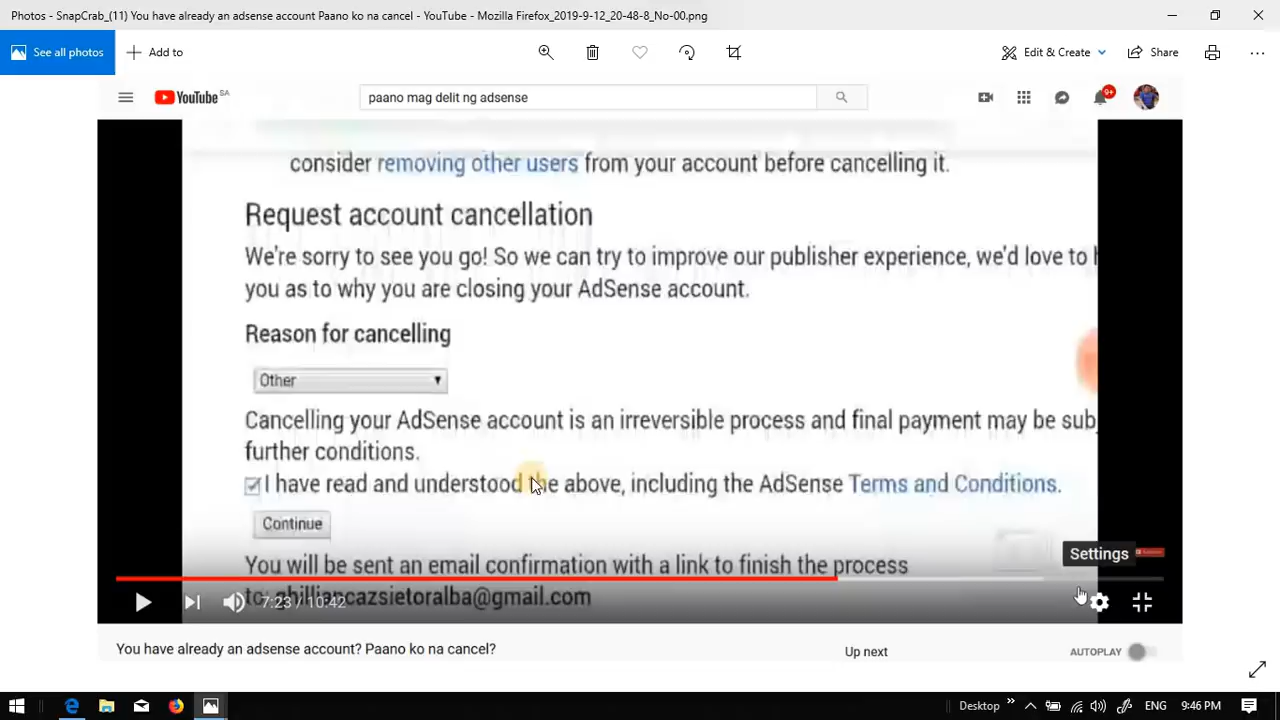 Photos - SnapCrab_(11) You have already an adsense account Paano ko na cancel - YouTube - Mozilla Firefox_2019-9-12_20-48-8_No-00.png
See all photos
Add to
Edit & Create
Share
YouTube SA
paano mag delit ng adsense
9+
consider removing other users from your account before cancelling it.
Request account cancellation
We're sorry to see you go! So we can try to improve our publisher experience, we'd love to h
you as to why you are closing your AdSense account.
Reason for cancelling
Other
Cancelling your AdSense account is an irreversible process and final payment may be sub
further conditions.
I have read and understood the above, including the AdSense Terms and Conditions.
Continue
Settings
You will be sent an email confirmation with a link to finish the process
to: ghilliancazsietoralba@gmail.com
7:23 / 10:42
You have already an adsense account? Paano ko na cancel?
Up next
AUTOPLAY
Desktop
ENG
9:46 PM